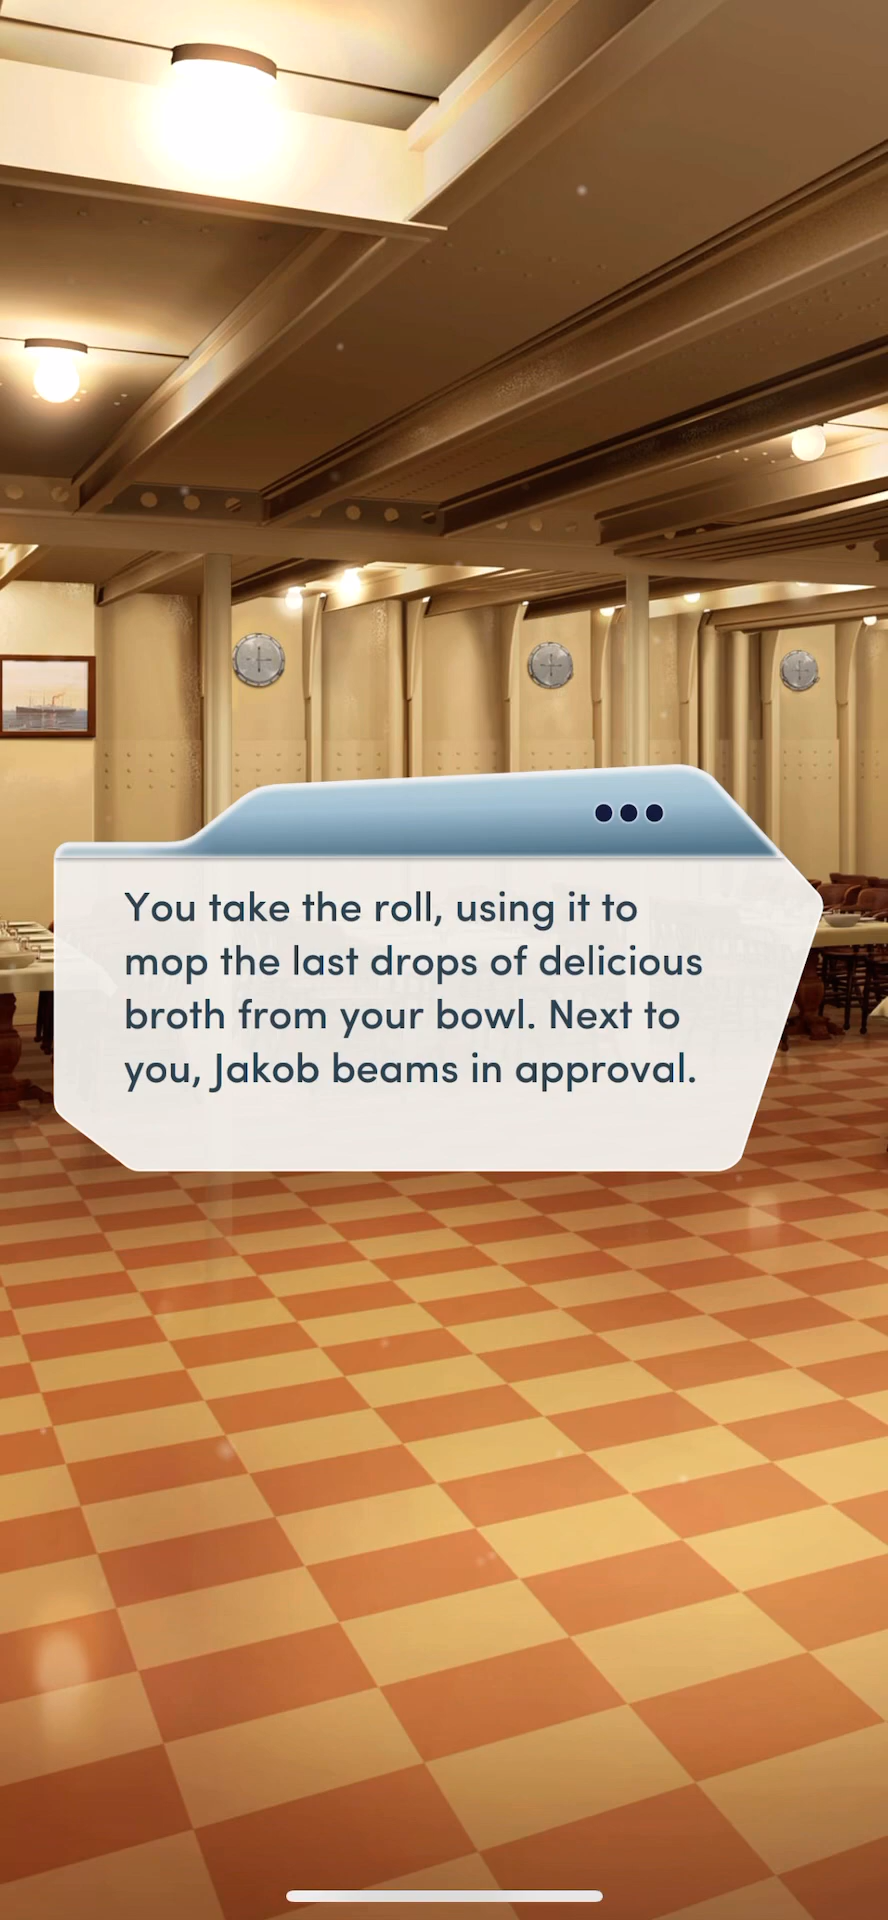 You take the roll, using it to
mop the last drops of delicious
broth from your bowl. Next to
you, Jakob beams in approval.